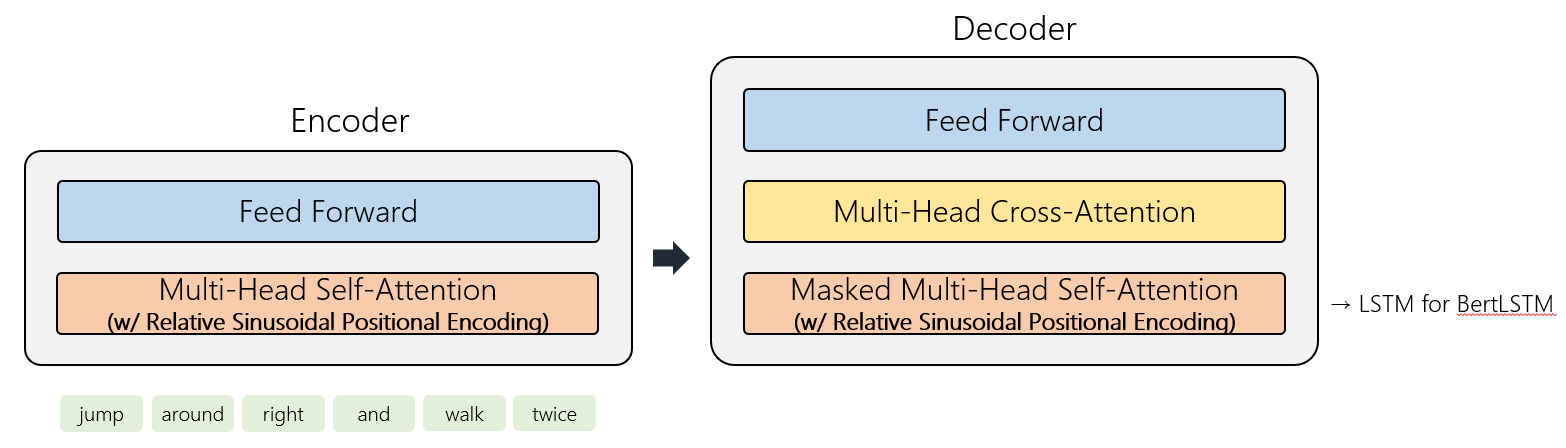 Encoder
Feed Forward
Multi-Head Self-Attention
(w/ Relative Sinusoidal Positional Encoding)
jump around right and walk twice
Decoder
Feed Forward
Multi-Head Cross-Attention
Masked Multi-Head Self-Attention
(w/ Relative Sinusoidal Positional Encoding)
→ LSTM for BertLSTM